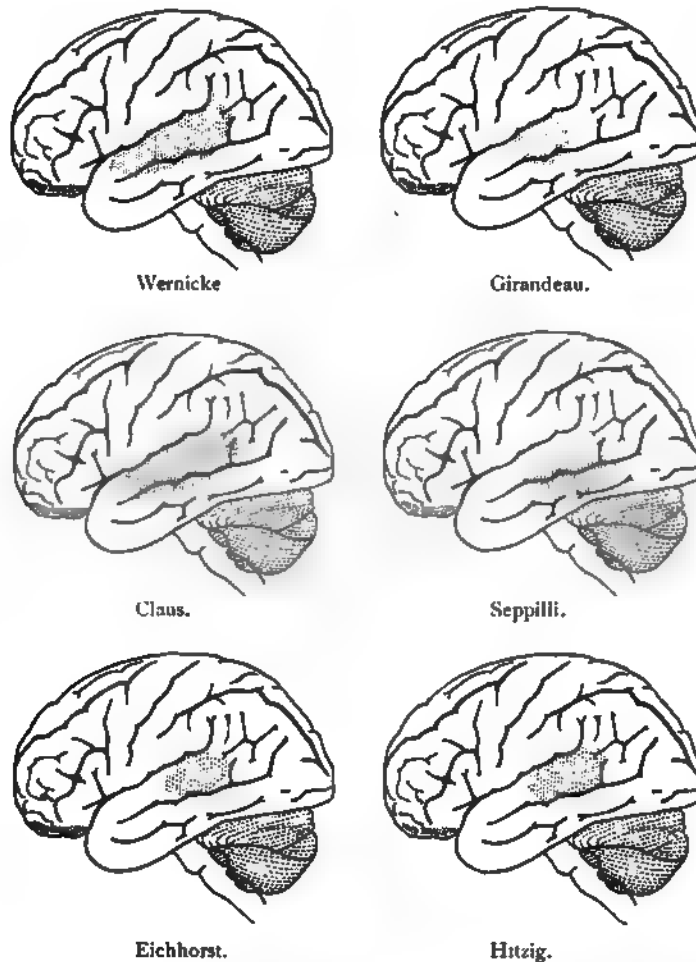 Wernicke
Girandeau.
Claus.
Seppilli.
Eichhorst.
Hitzig.